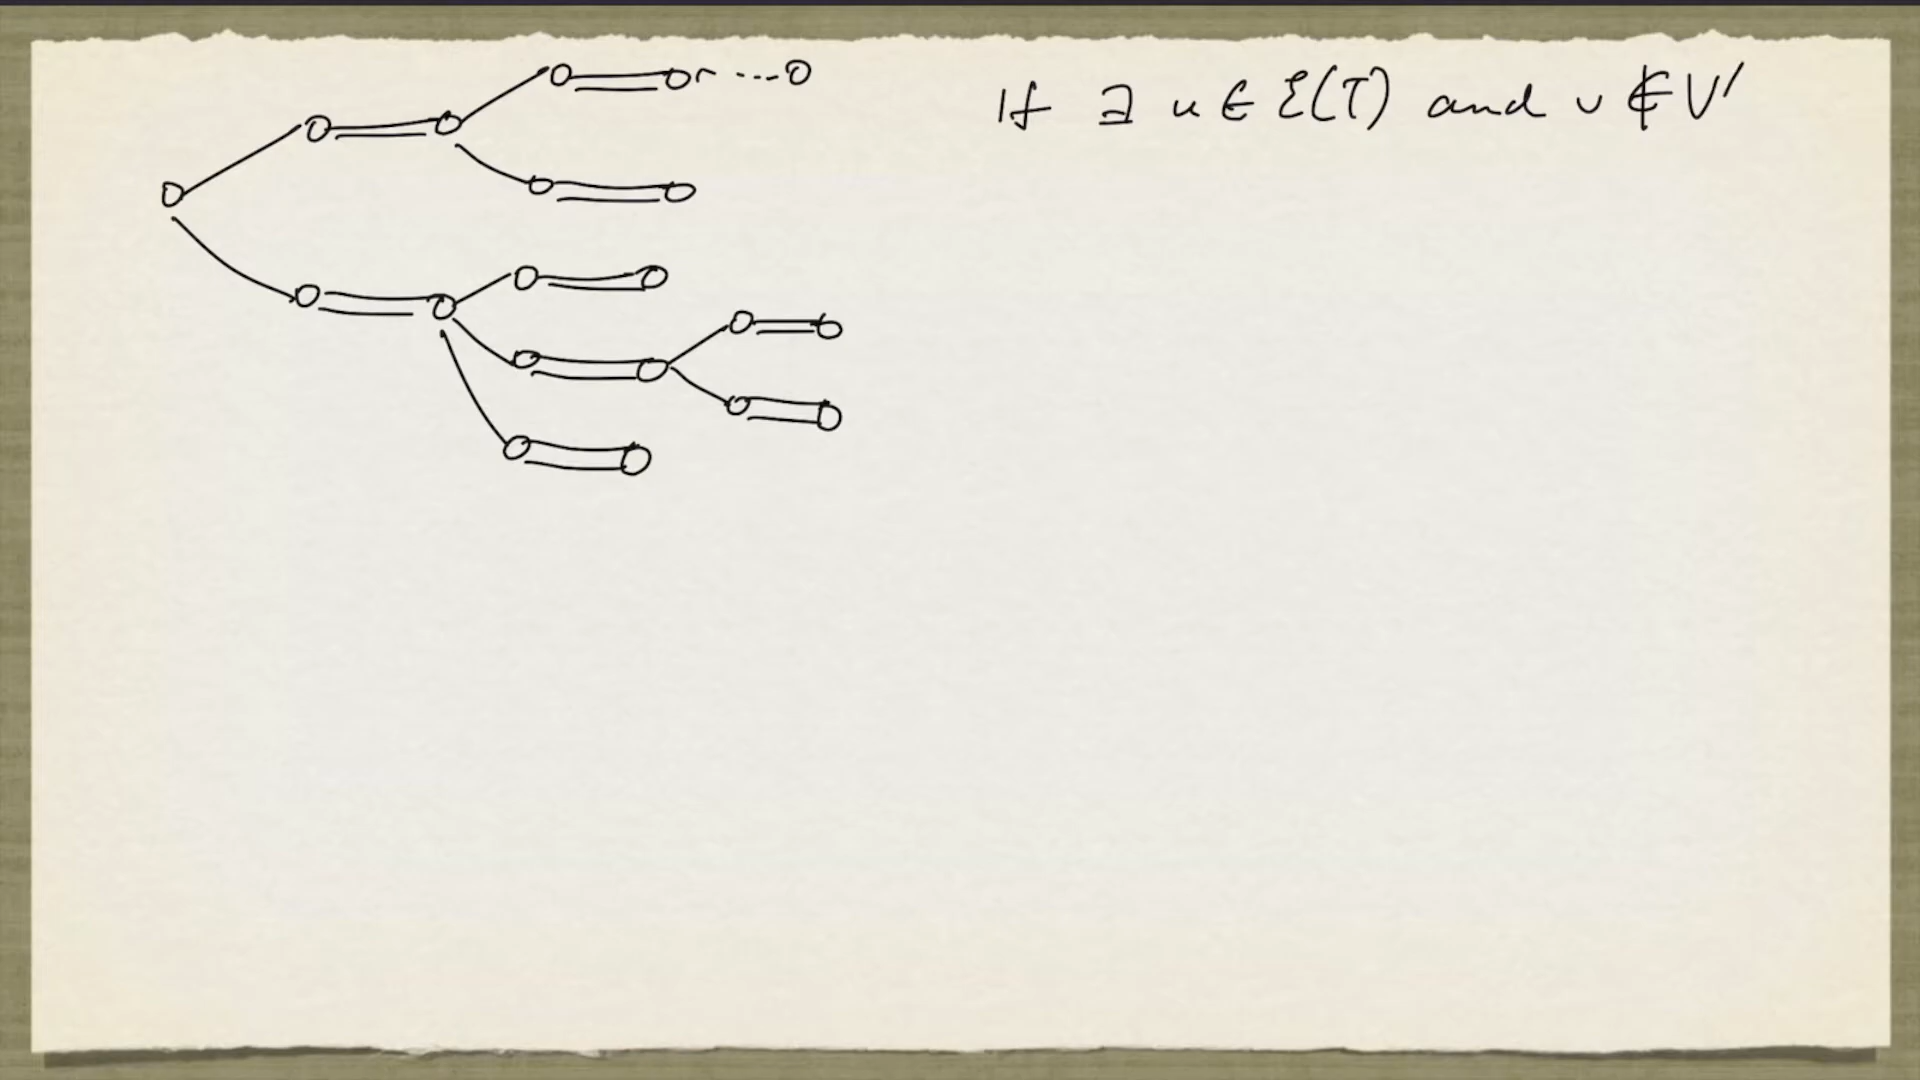 If ∃ u ∈ ℰ(T) and v ∉ V'